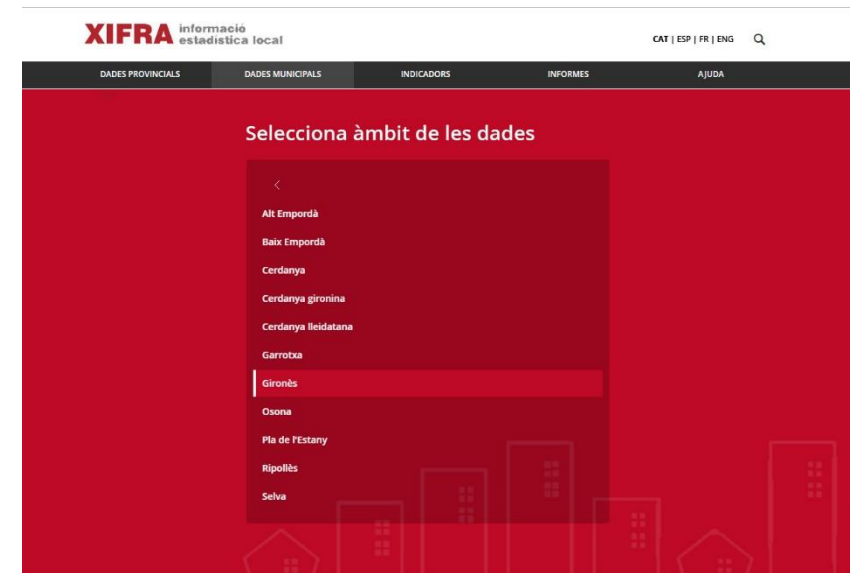 XIFRA informació
estadística local
CAT | ESP | FR | ENG
DADES PROVINCIALS DADES MUNICIPALS INDICADORS INFORMES AJUDA
Selecciona àmbit de les dades
Alt Empordà
Baix Empordà
Cerdanya
Cerdanya gironina
Cerdanya lleidatana
Garrotxa
Gironès
Osona
Pla de l'Estany
Ripollès
Selva